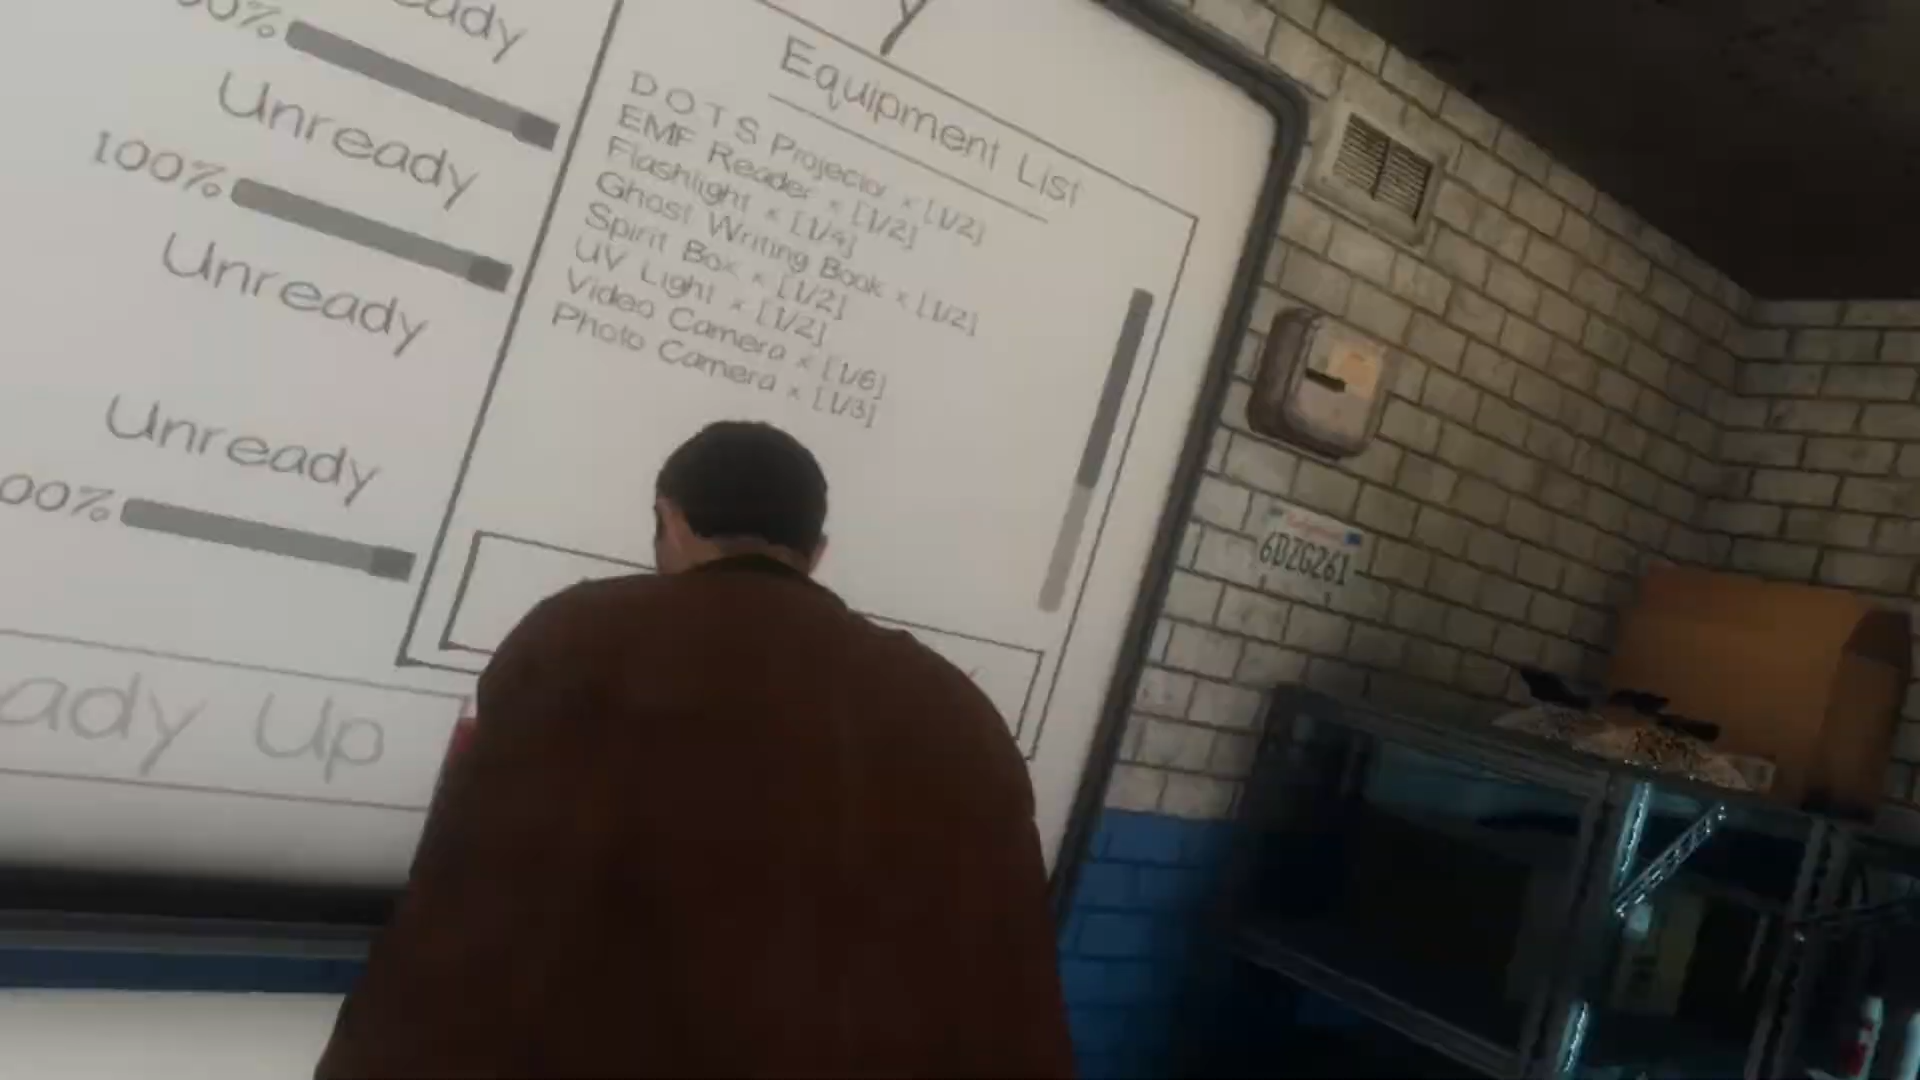 eady
00%
Unready
100%
Unready
Unready
00%
ady Up
y
Equipment List
D O T S Projector x [1/2]
EMF Reader x [1/2]
Flashlight x [1/4]
Ghost Writing Book x [1/2]
Spirit Box x [1/2]
UV Light x [1/2]
Video Camera x [1/6]
Photo Camera x [1/3]
6DZG261